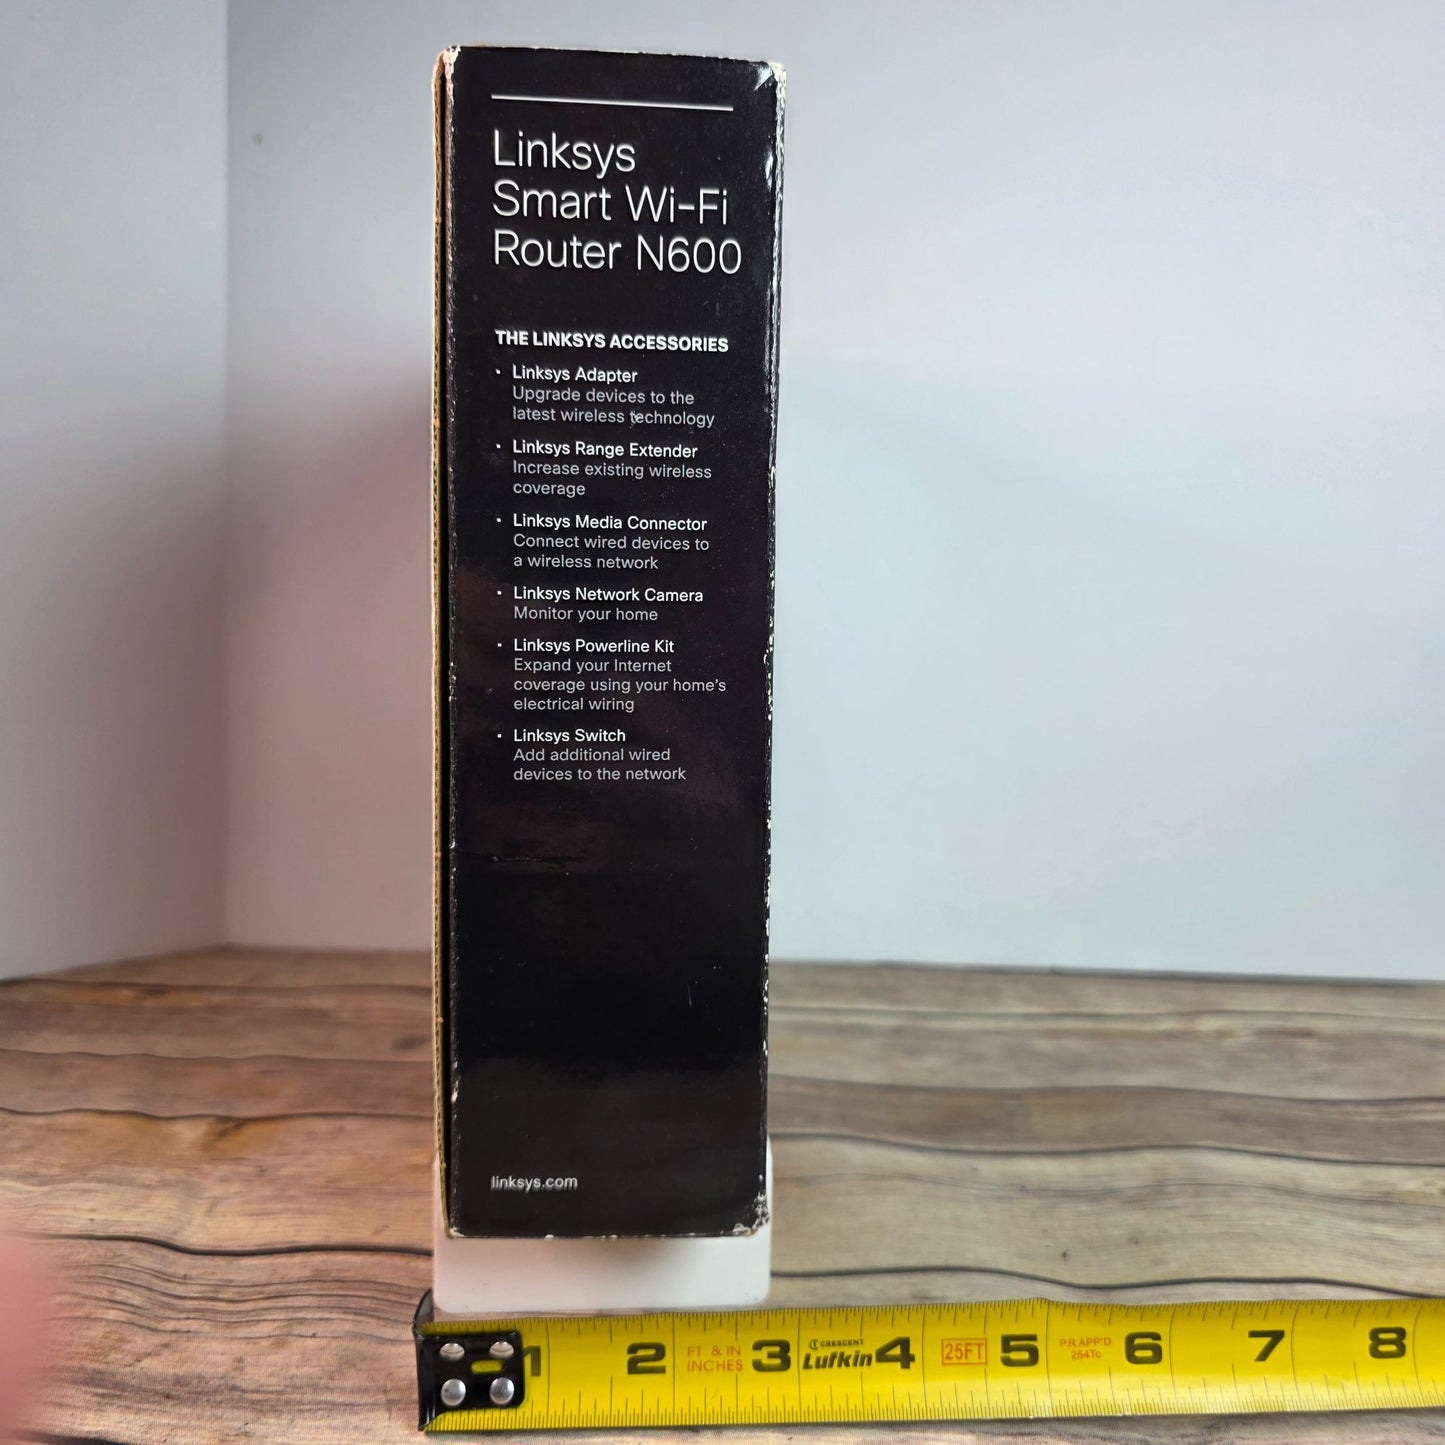 Linksys
Smart Wi-Fi
Router N600
THE LINKSYS ACCESSORIES
• Linksys Adapter
Upgrade devices to the
latest wireless technology
• Linksys Range Extender
Increase existing wireless
coverage
• Linksys Media Connector
Connect wired devices to
a wireless network
• Linksys Network Camera
Monitor your home
• Linksys Powerline Kit
Expand your Internet
coverage using your home's
electrical wiring
• Linksys Switch
Add additional wired
devices to the network
linksys.com
1 2 FT & IN INCHES 3 CRESCENT Lufkin 4 25FT 5 P.R.APP'D 254Tc 6 7 8